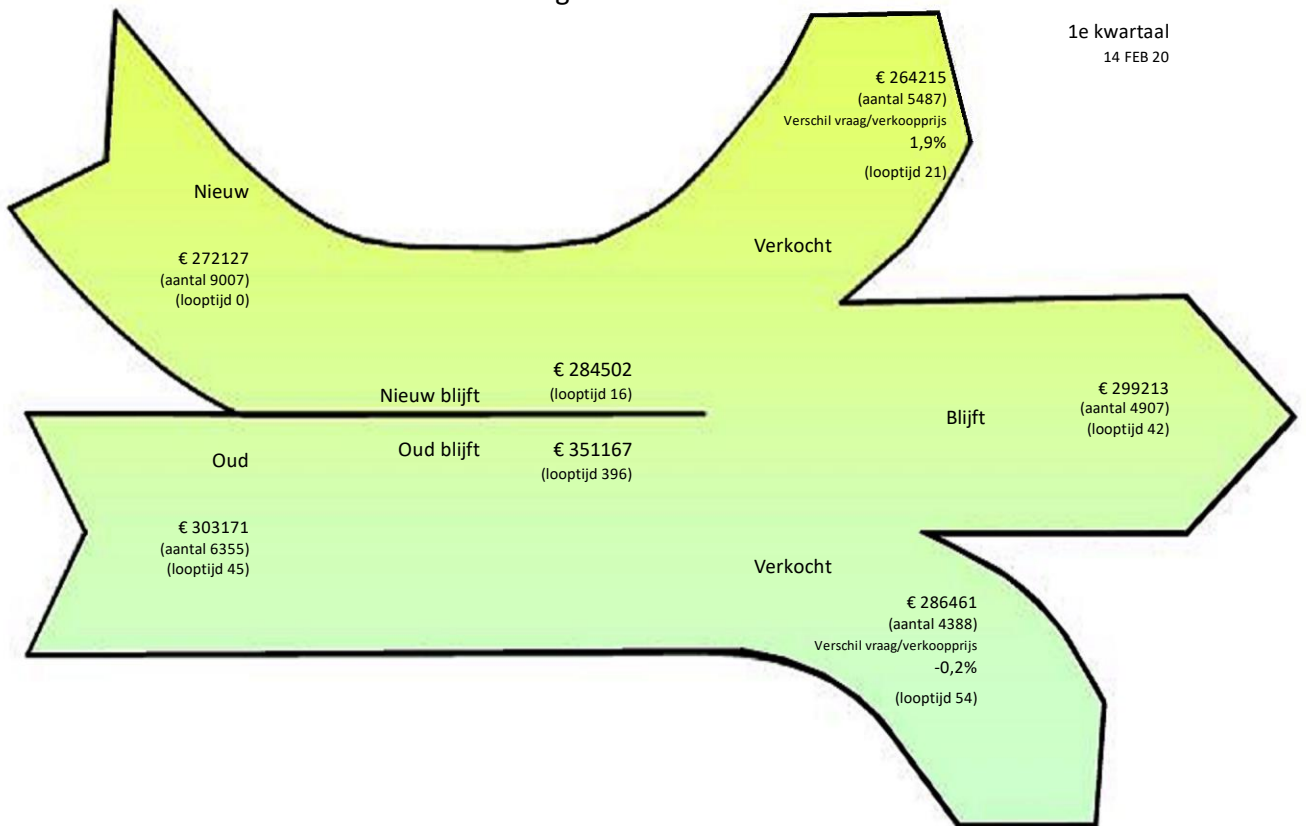 1e kwartaal
14 FEB 20
€ 264215
(aantal 5487)
Verschil vraag/verkoopprijs
1,9%
(looptijd 21)
Nieuw
Verkocht
€ 272127
(aantal 9007)
(looptijd 0)
€ 284502
Nieuw blijft
(looptijd 16)
€ 299213
(aantal 4907)
(looptijd 42)
Blijft
Oud blijft
€ 351167
(looptijd 396)
Oud
€ 303171
(aantal 6355)
(looptijd 45)
Verkocht
€ 286461
(aantal 4388)
Verschil vraag/verkoopprijs
-0,2%
(looptijd 54)